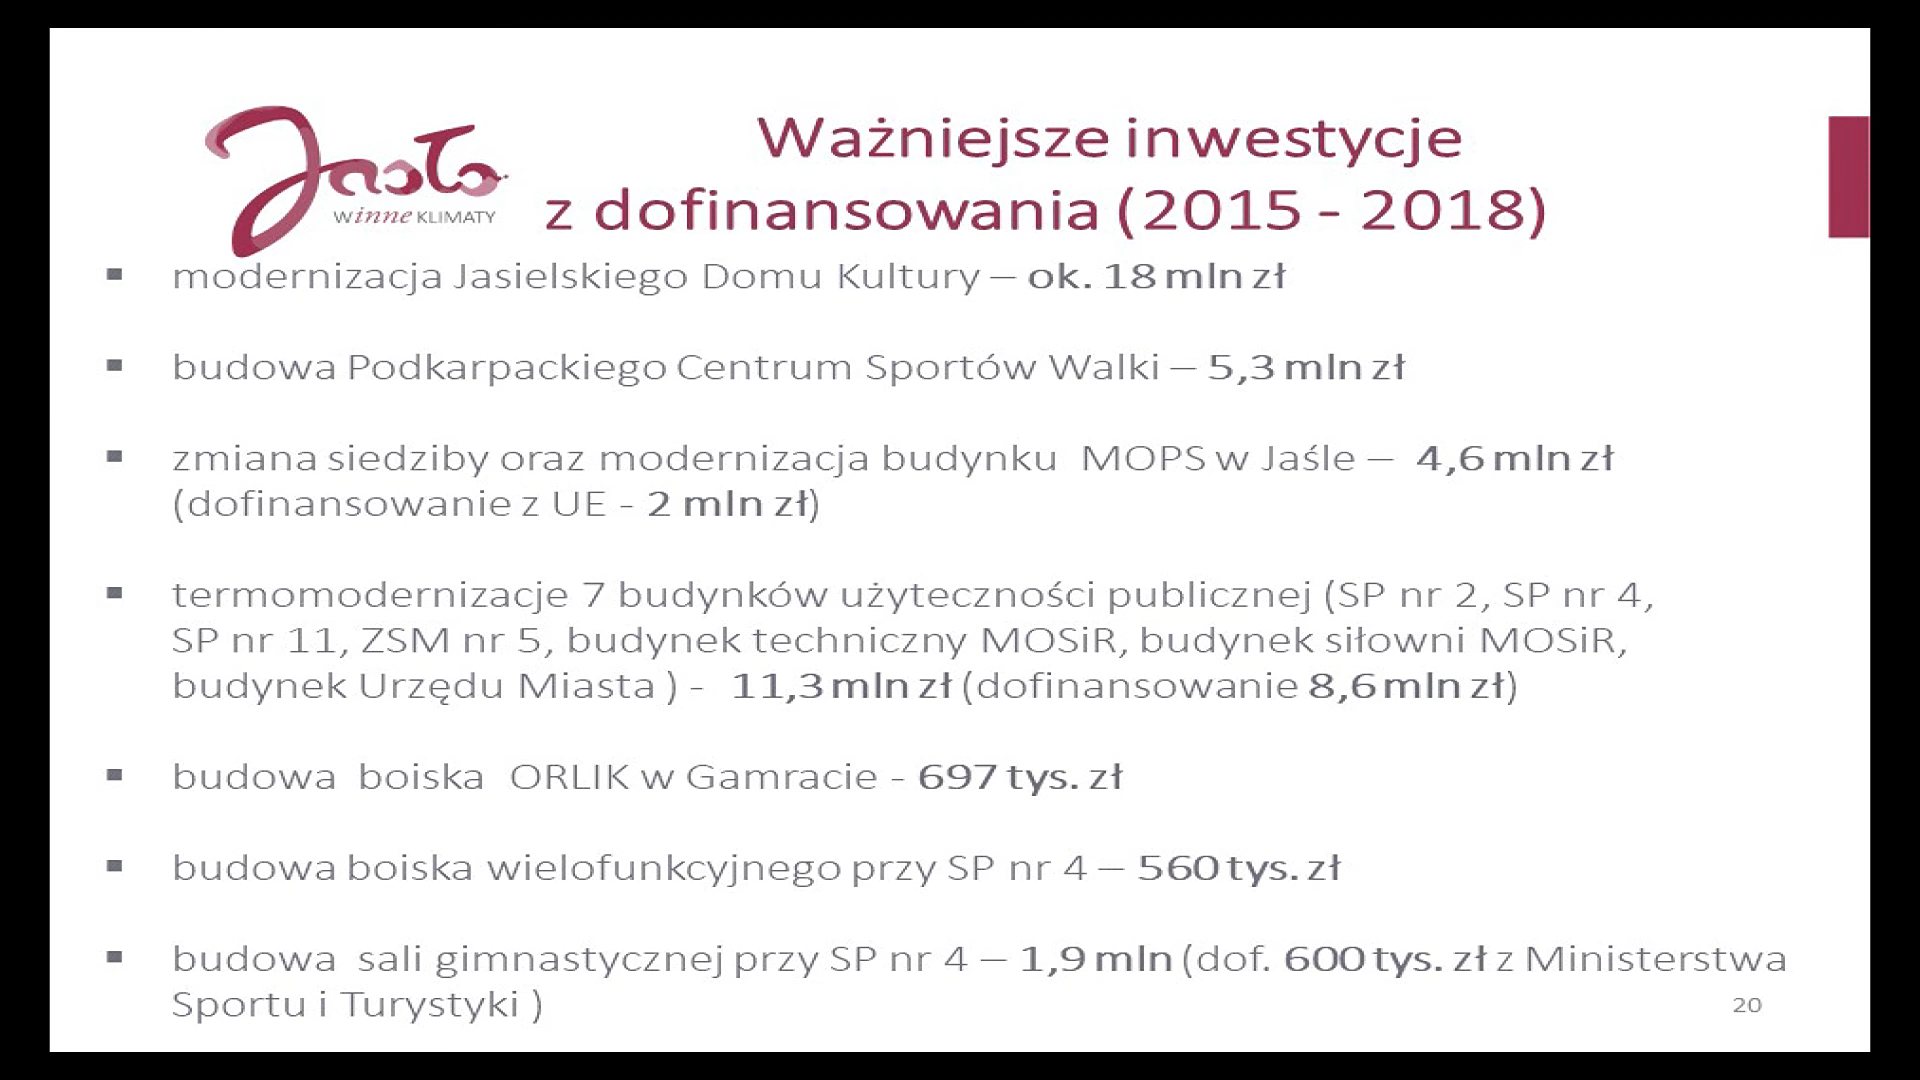 Jasło
Winne KLIMATY
Ważniejsze inwestycje
z dofinansowania (2015 - 2018)
▪ modernizacja Jasielskiego Domu Kultury – ok. 18 mln zł
▪ budowa Podkarpackiego Centrum Sportów Walki – 5,3 mln zł
▪ zmiana siedziby oraz modernizacja budynku MOPS w Jaśle – 4,6 mln zł
(dofinansowanie z UE - 2 mln zł)
▪ termomodernizacje 7 budynków użyteczności publicznej (SP nr 2, SP nr 4,
SP nr 11, ZSM nr 5, budynek techniczny MOSiR, budynek siłowni MOSiR,
budynek Urzędu Miasta ) - 11,3 mln zł (dofinansowanie 8,6 mln zł)
▪ budowa boiska ORLIK w Gamracie - 697 tys. zł
▪ budowa boiska wielofunkcyjnego przy SP nr 4 – 560 tys. zł
▪ budowa sali gimnastycznej przy SP nr 4 – 1,9 mln (dof. 600 tys. zł z Ministerstwa
Sportu i Turystyki )
20